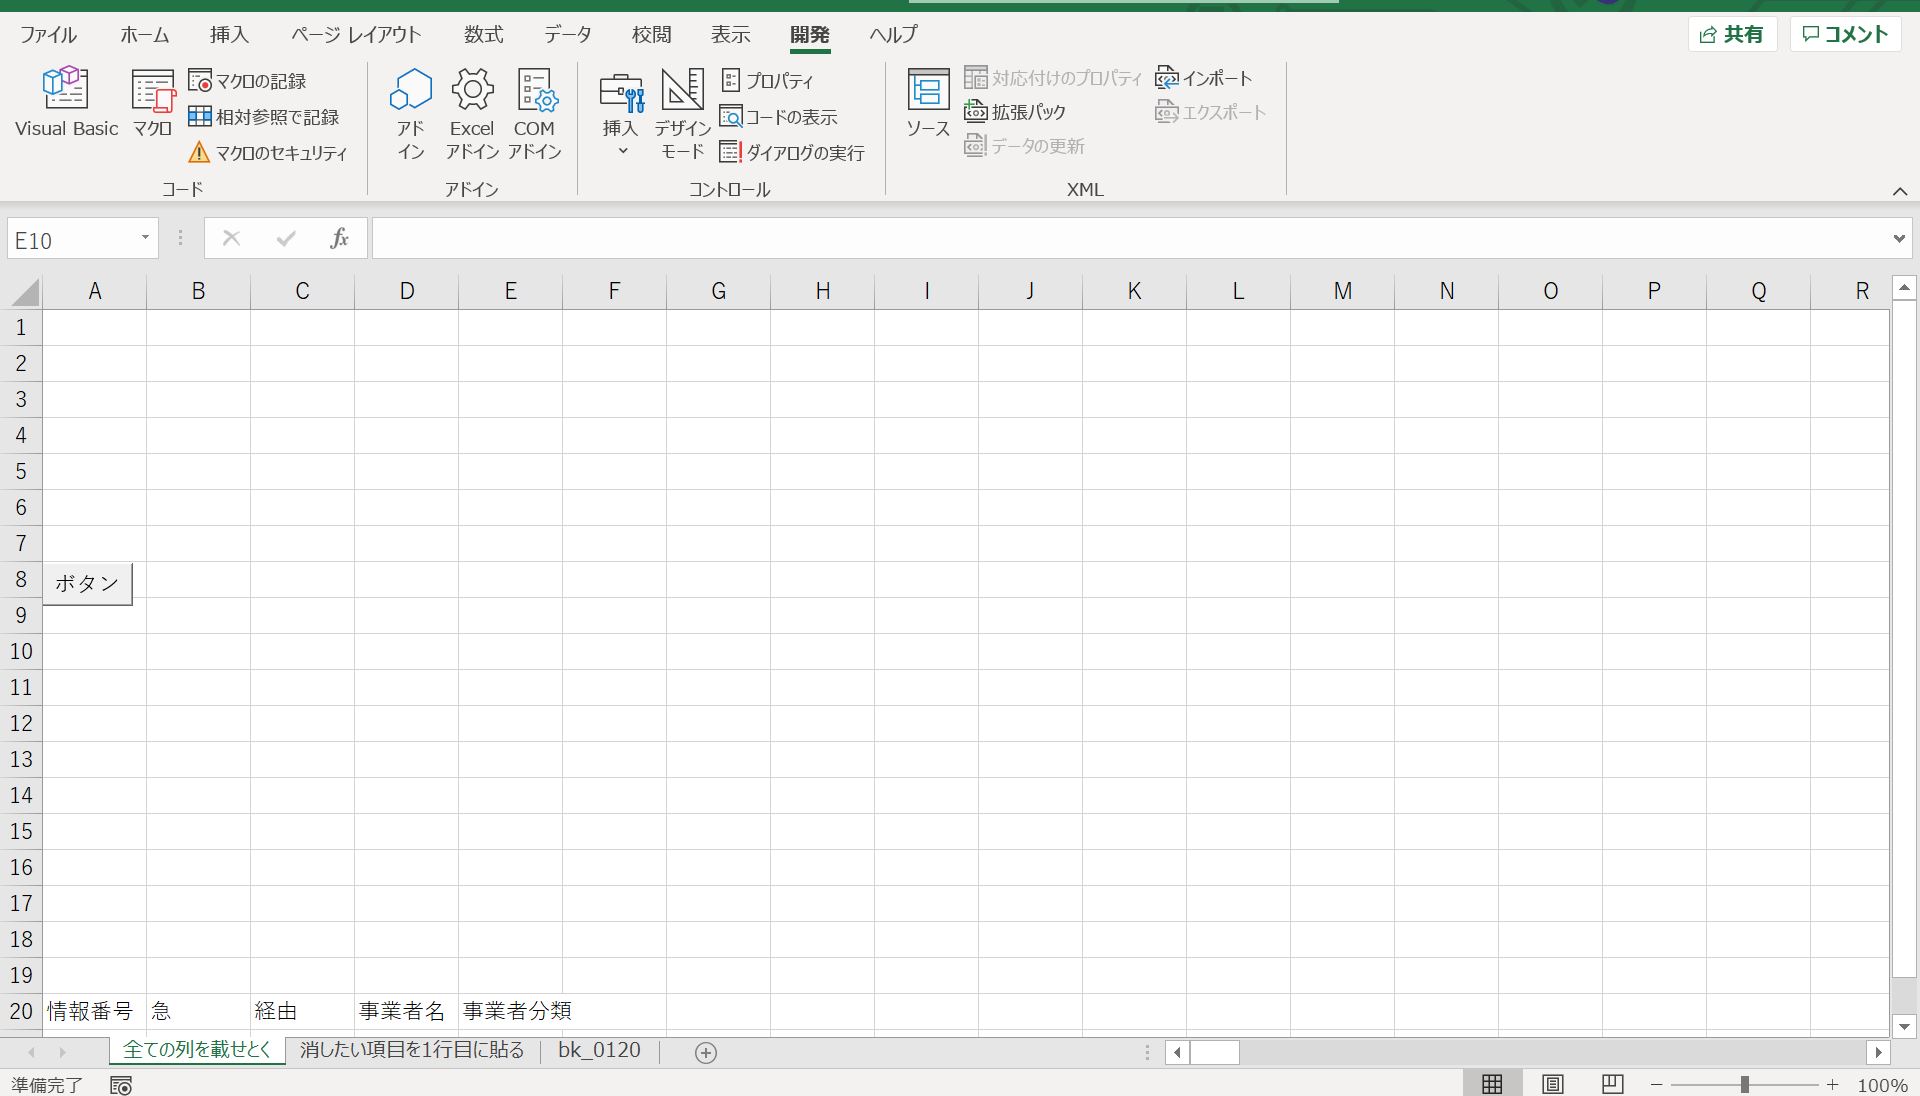 ファイル ホーム 挿入 ページ レイアウト 数式 データ 校閲 表示 開発 ヘルプ 共有 コメント
Visual Basic
マクロ
マクロの記録
相対参照で記録
マクロのセキュリティ
コード
アド
イン
Excel
アドイン
COM
アドイン
アドイン
挿入
デザイン
モード
プロパティ
コードの表示
ダイアログの実行
コントロール
ソース
対応付けのプロパティ
拡張パック
データの更新
インポート
エクスポート
XML
E10 fx
A B C D E F G H I J K L M N O P Q R
1
2
3
4
5
6
7
8 ボタン
9
10
11
12
13
14
15
16
17
18
19
20 情報番号 急 経由 事業者名 事業者分類
全ての列を載せとく 消したい項目を1行目に貼る bk_0120
準備完了 100%